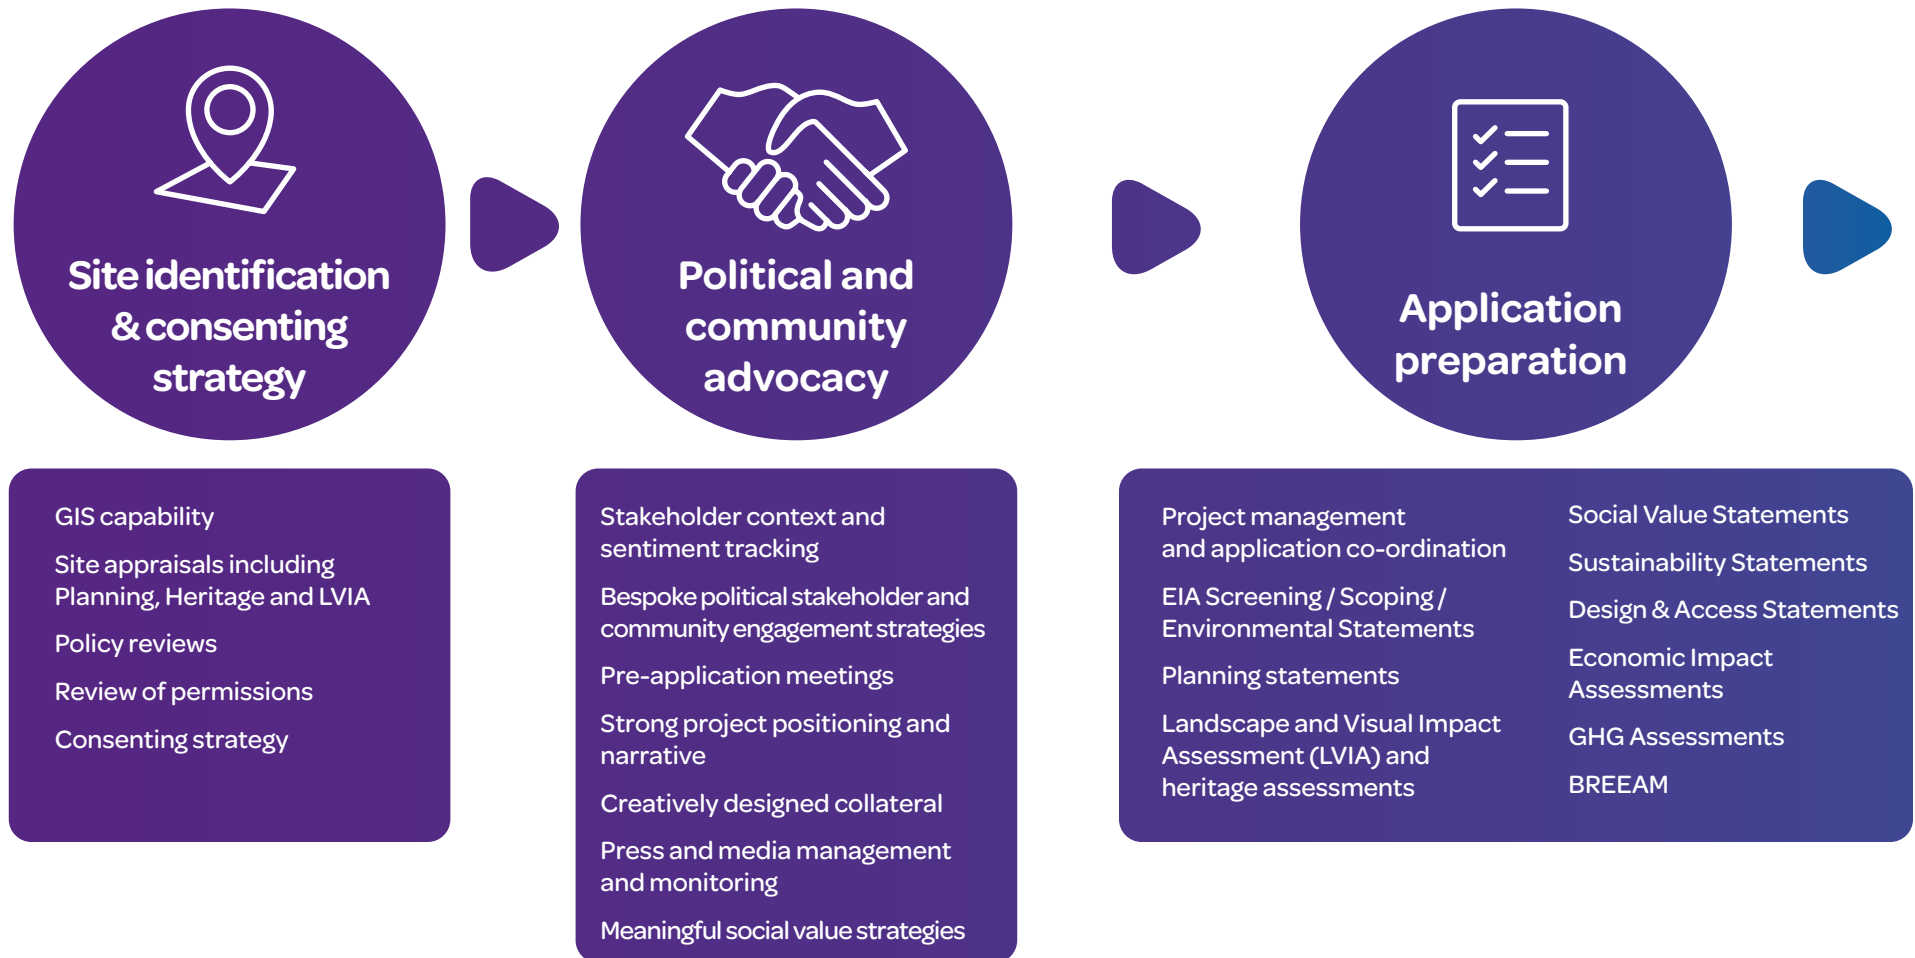 Site identification
& consenting
strategy
Political and
community
advocacy
Application
preparation
GIS capability
Site appraisals including
Planning, Heritage and LVIA
Policy reviews
Review of permissions
Consenting strategy
Stakeholder context and
sentiment tracking
Bespoke political stakeholder and
community engagement strategies
Pre-application meetings
Strong project positioning and
narrative
Creatively designed collateral
Press and media management
and monitoring
Meaningful social value strategies
Project management
and application co-ordination
EIA Screening / Scoping /
Environmental Statements
Planning statements
Landscape and Visual Impact
Assessment (LVIA) and
heritage assessments
Social Value Statements
Sustainability Statements
Design & Access Statements
Economic Impact
Assessments
GHG Assessments
BREEAM